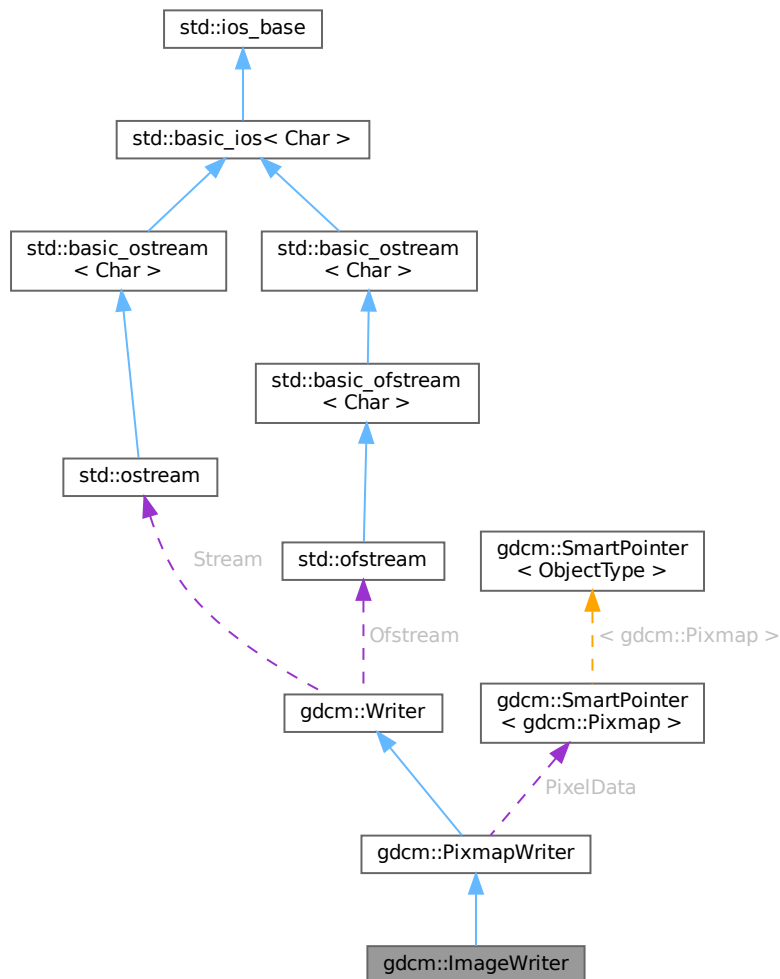 std::ios_base
std::basic_ios< Char >
std::basic_ostream
< Char >
std::basic_ostream
< Char >
std::basic_ofstream
< Char >
std::ostream
std::ofstream
gdcm::SmartPointer
< ObjectType >
Stream
Ofstream
< gdcm::Pixmap >
gdcm::Writer
gdcm::SmartPointer
< gdcm::Pixmap >
PixelData
gdcm::PixmapWriter
gdcm::ImageWriter